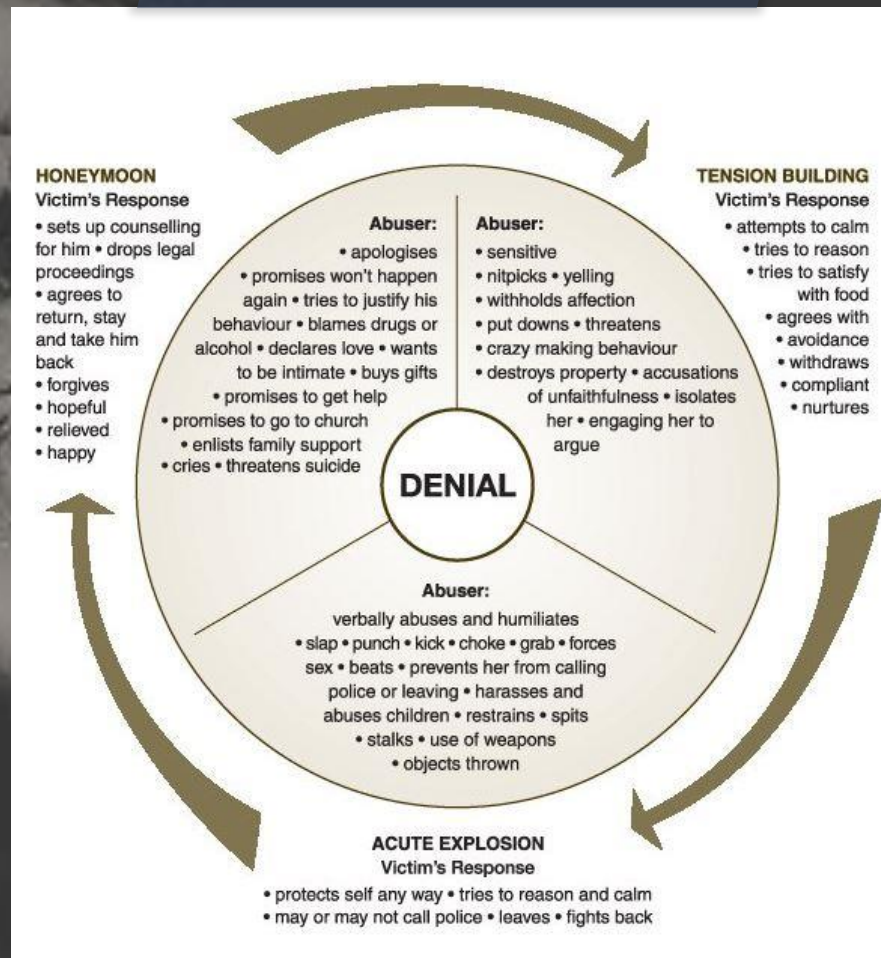 HONEYMOON
Victim's Response
• sets up counselling
for him • drops legal
proceedings
• agrees to
return, stay
and take him
back
• forgives
• hopeful
• relieved
• happy
Abuser:
• apologises
• promises won't happen
again • tries to justify his
behaviour • blames drugs or
alcohol • declares love • wants
to be intimate • buys gifts
• promises to get help
• promises to go to church
• enlists family support
• cries • threatens suicide
Abuser:
• sensitive
• nitpicks • yelling
• withholds affection
• put downs • threatens
• crazy making behaviour
• destroys property • accusations
of unfaithfulness • isolates
her • engaging her to
argue
TENSION BUILDING
Victim's Response
• attempts to calm
• tries to reason
• tries to satisfy
with food
• agrees with
• avoidance
• withdraws
• compliant
• nurtures
DENIAL
Abuser:
verbally abuses and humiliates
• slap • punch • kick • choke • grab • forces
sex • beats • prevents her from calling
police or leaving • harasses and
abuses children • restrains • spits
• stalks • use of weapons
• objects thrown
ACUTE EXPLOSION
Victim's Response
• protects self any way • tries to reason and calm
• may or may not call police • leaves • fights back